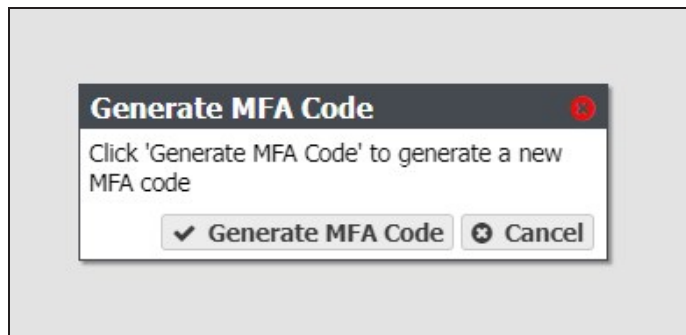 Generate MFA Code
Click 'Generate MFA Code' to generate a new
MFA code
Generate MFA Code Cancel